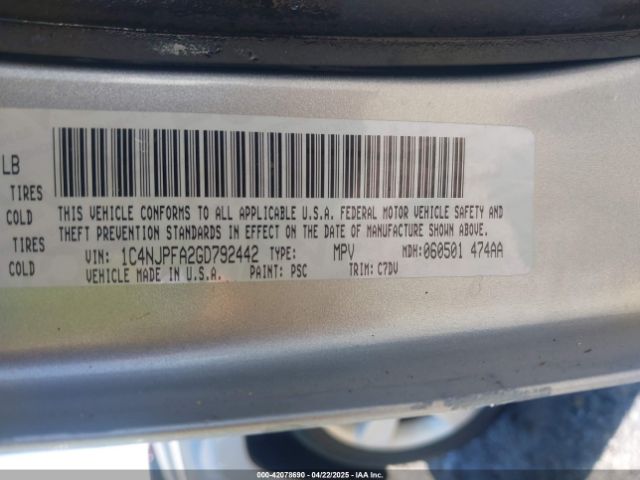 LB
TIRES
COLD
TIRES
COLD
THIS VEHICLE CONFORMS TO ALL APPLICABLE U.S.A. FEDERAL MOTOR VEHICLE SAFETY AND
THEFT PREVENTION STANDARDS IN EFFECT ON THE DATE OF MANUFACTURE SHOWN ABOVE.
VIN: 1C4NJPFA2GD792442 TYPE: MPV MDH: 060501 474AA
VEHICLE MADE IN U.S.A. PAINT: PSC TRIM: C7DV
000-42078690 - 04/22/2025 - IAA Inc.